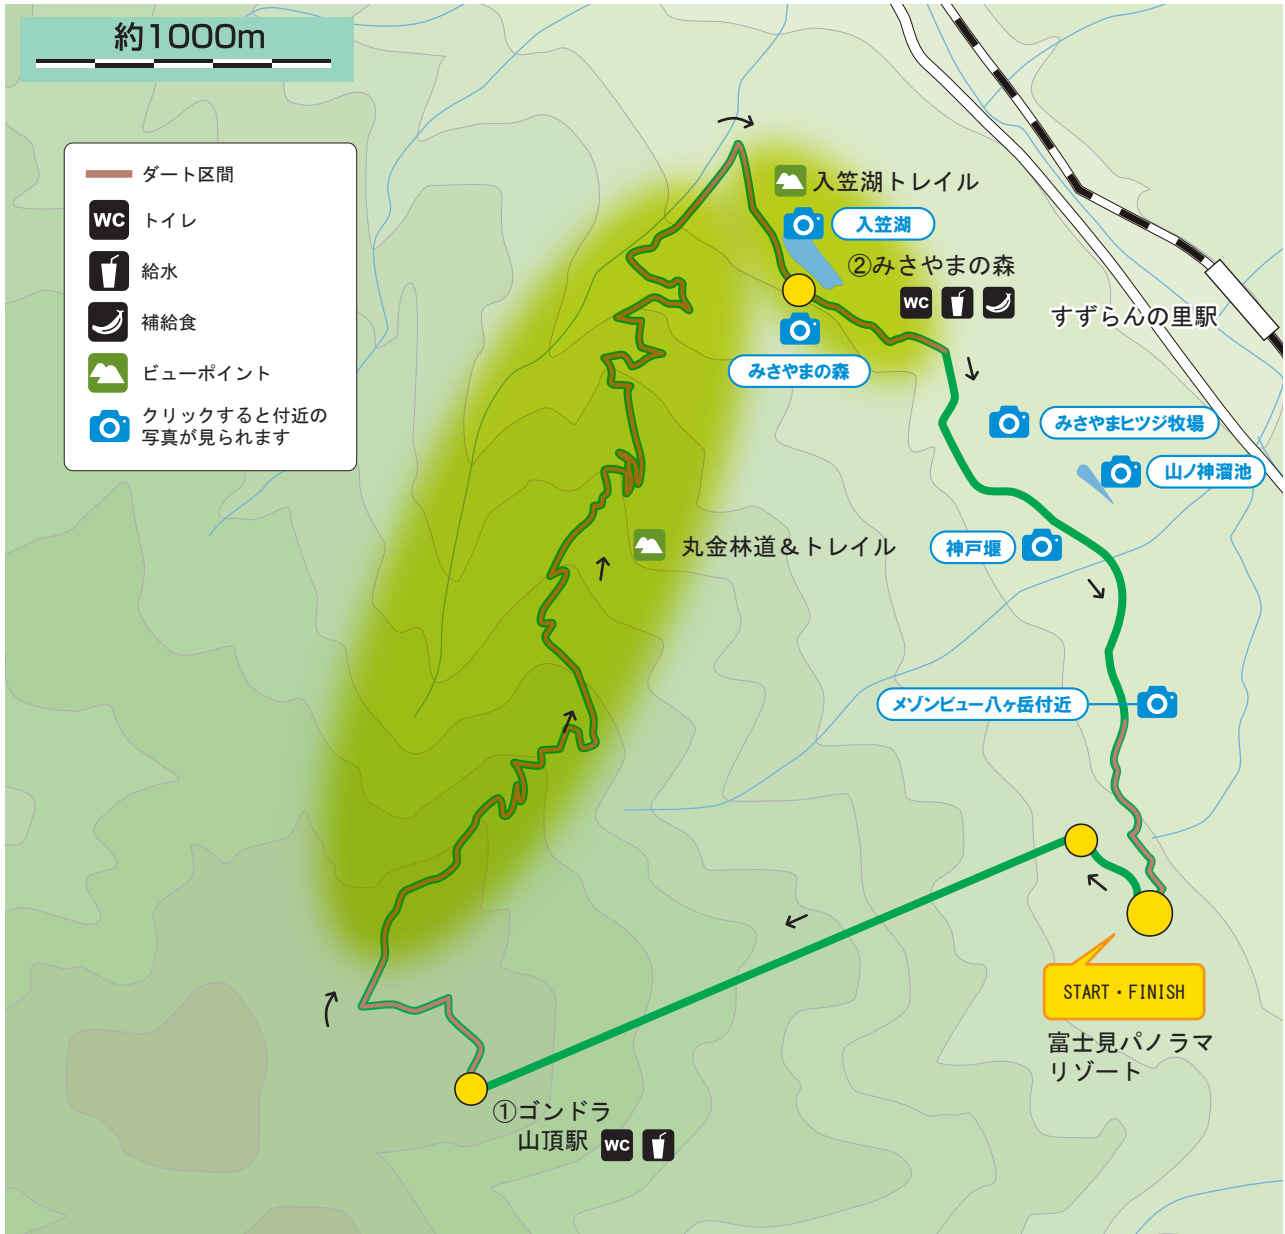 約1000m
ダート区間
WC トイレ
給水
補給食
ビューポイント
クリックすると付近の
写真が見られます
入笠湖トレイル
入笠湖
②みさやまの森
WC
みさやまの森
すずらんの里駅
みさやまヒツジ牧場
山ノ神溜池
神戸堰
丸金林道＆トレイル
メゾンビュー八ヶ岳付近
START・FINISH
富士見パノラマ
リゾート
①ゴンドラ
山頂駅 WC